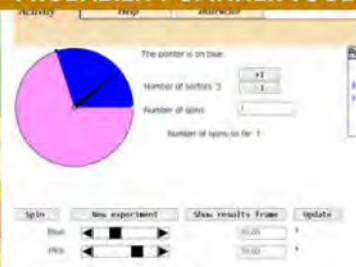 Activity Help Instructor
The pointer is on blue.
Number of sectors: 2
+1
-1
Number of spins:
Number of spins so far: 1
Spin New experiment Show results frame Update
Blue
Pink